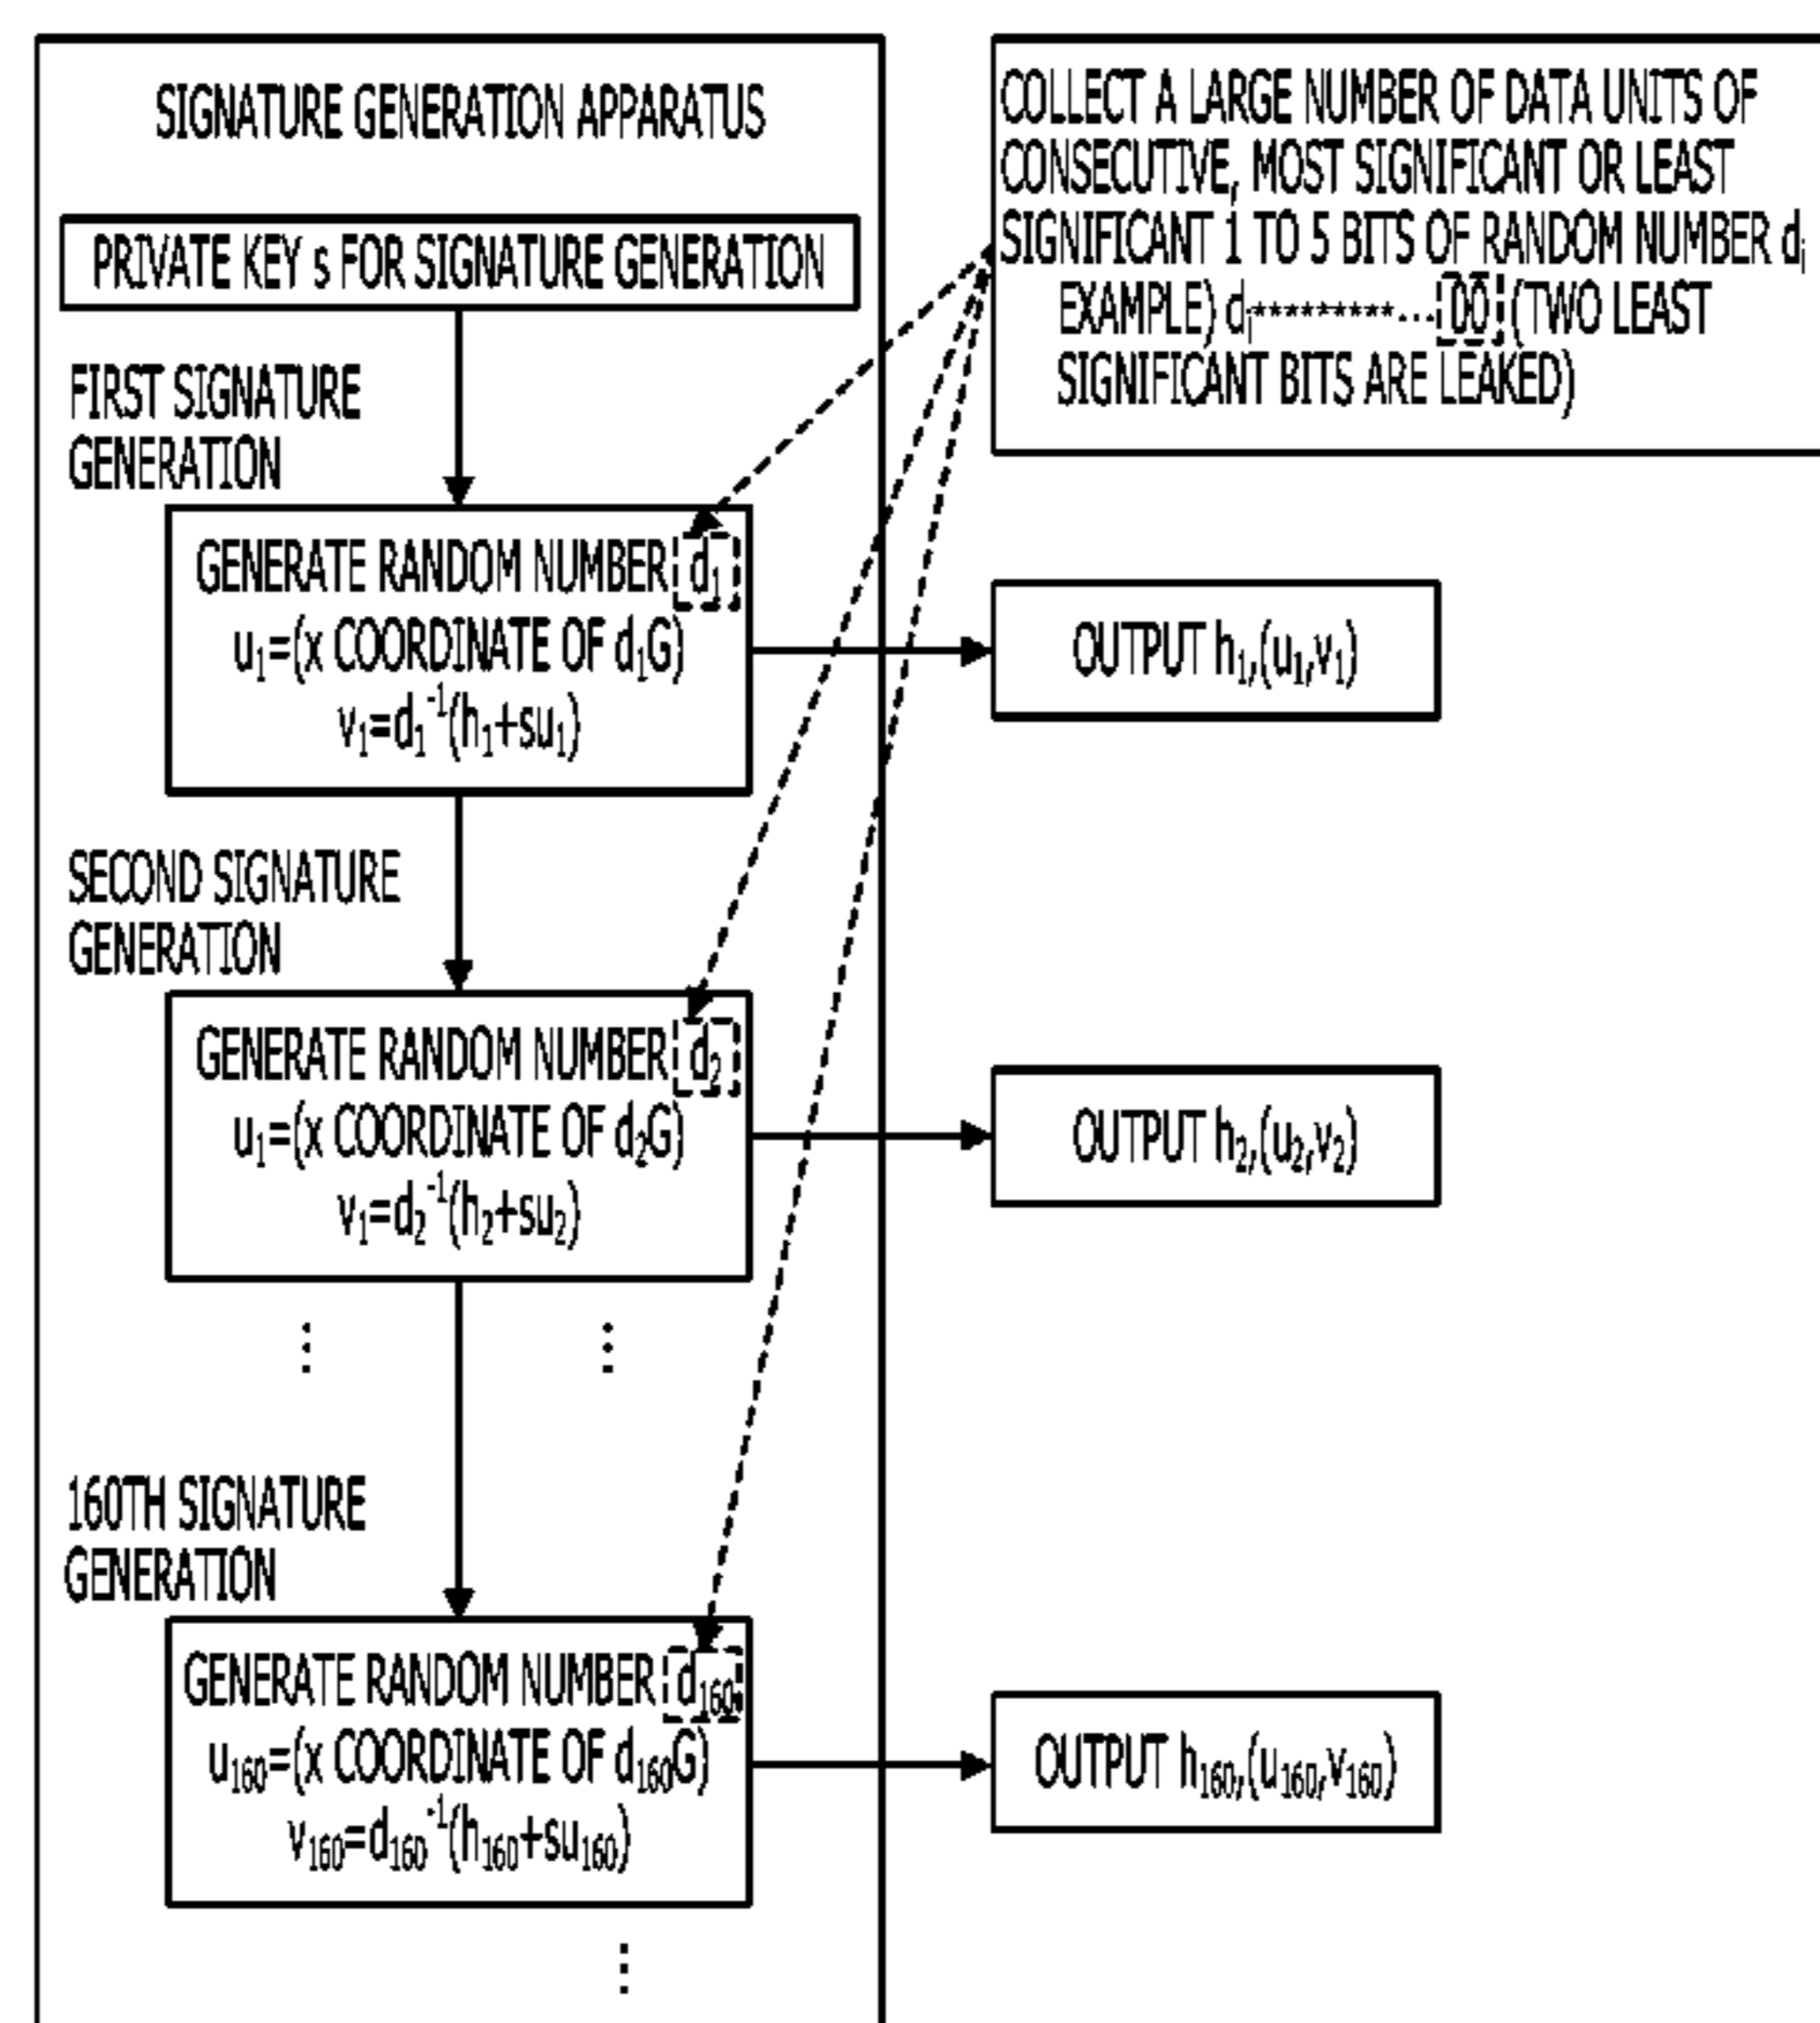 SIGNATURE GENERATION APPARATUS
PRIVATE KEY s FOR SIGNATURE GENERATION
COLLECT A LARGE NUMBER OF DATA UNITS OF
CONSECUTIVE, MOST SIGNIFICANT OR LEAST
SIGNIFICANT 1 TO 5 BITS OF RANDOM NUMBER dᵢ
EXAMPLE) dᵢ*********...00 (TWO LEAST
SIGNIFICANT BITS ARE LEAKED)
FIRST SIGNATURE
GENERATION
GENERATE RANDOM NUMBER d₁
u₁=(x COORDINATE OF d₁G)
v₁=d₁⁻¹(h₁+su₁)
OUTPUT h₁,(u₁,v₁)
SECOND SIGNATURE
GENERATION
GENERATE RANDOM NUMBER d₂
u₁=(x COORDINATE OF d₂G)
v₁=d₂⁻¹(h₂+su₂)
OUTPUT h₂,(u₂,v₂)
160TH SIGNATURE
GENERATION
GENERATE RANDOM NUMBER d₁₆₀
u₁₆₀=(x COORDINATE OF d₁₆₀G)
v₁₆₀=d₁₆₀⁻¹(h₁₆₀+su₁₆₀)
OUTPUT h₁₆₀,(u₁₆₀,v₁₆₀)